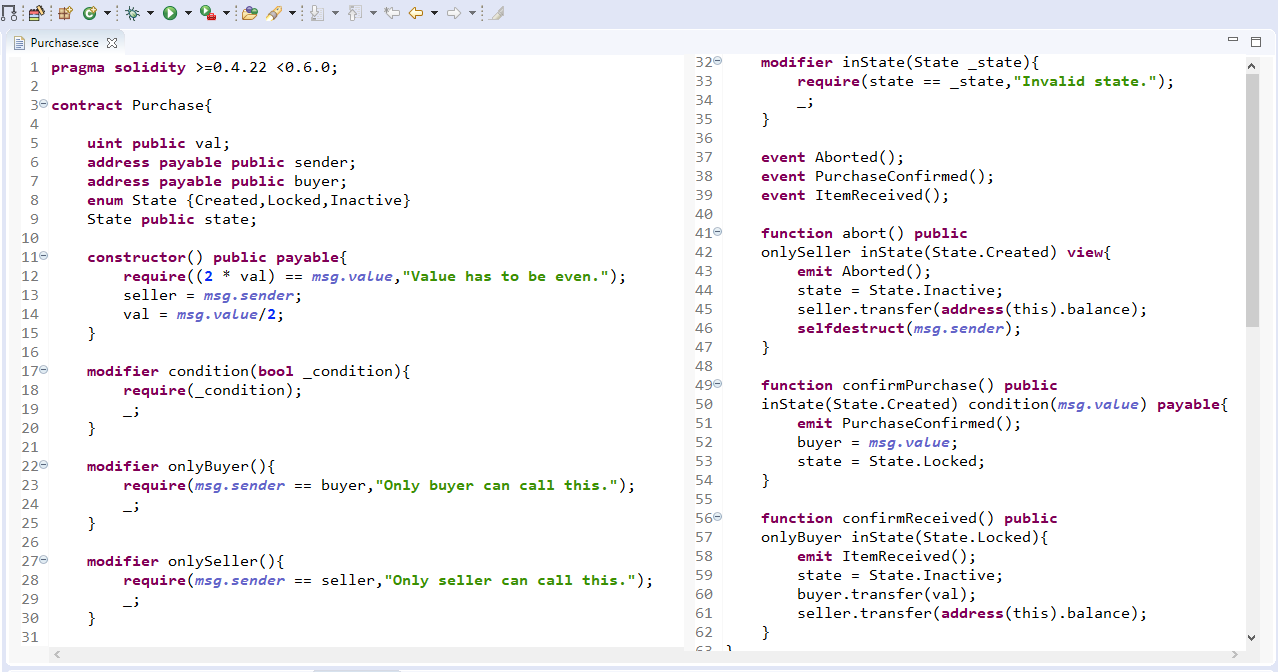 Purchase.sce
1 pragma solidity >=0.4.22 <0.6.0;
2
3 contract Purchase{
4
5 uint public val;
6 address payable public sender;
7 address payable public buyer;
8 enum State {Created,Locked,Inactive}
9 State public state;
10
11 constructor() public payable{
12 require((2 * val) == msg.value,"Value has to be even.");
13 seller = msg.sender;
14 val = msg.value/2;
15 }
16
17 modifier condition(bool _condition){
18 require(_condition);
19 _;
20 }
21
22 modifier onlyBuyer(){
23 require(msg.sender == buyer,"Only buyer can call this.");
24 _;
25 }
26
27 modifier onlySeller(){
28 require(msg.sender == seller,"Only seller can call this.");
29 _;
30 }
31
32 modifier inState(State _state){
33 require(state == _state,"Invalid state.");
34 _;
35 }
36
37 event Aborted();
38 event PurchaseConfirmed();
39 event ItemReceived();
40
41 function abort() public
42 onlySeller inState(State.Created) view{
43 emit Aborted();
44 state = State.Inactive;
45 seller.transfer(address(this).balance);
46 selfdestruct(msg.sender);
47 }
48
49 function confirmPurchase() public
50 inState(State.Created) condition(msg.value) payable{
51 emit PurchaseConfirmed();
52 buyer = msg.value;
53 state = State.Locked;
54 }
55
56 function confirmReceived() public
57 onlyBuyer inState(State.Locked){
58 emit ItemReceived();
59 state = State.Inactive;
60 buyer.transfer(val);
61 seller.transfer(address(this).balance);
62 }
63 }